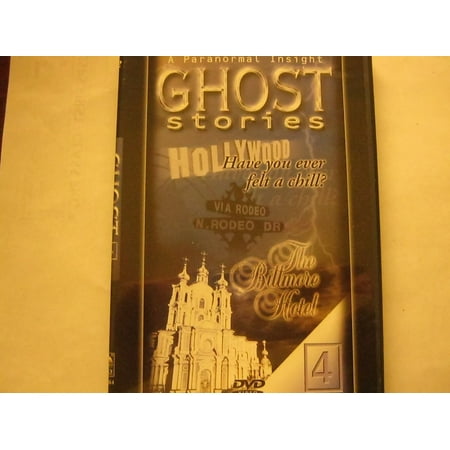 A Paranormal Insight
GHOST
stories
HOLLYWOOD
Have you ever
felt a chill?
VIA RODEO
N. RODEO DR
The
Biltmore
Hotel
4
DVD
GHOST